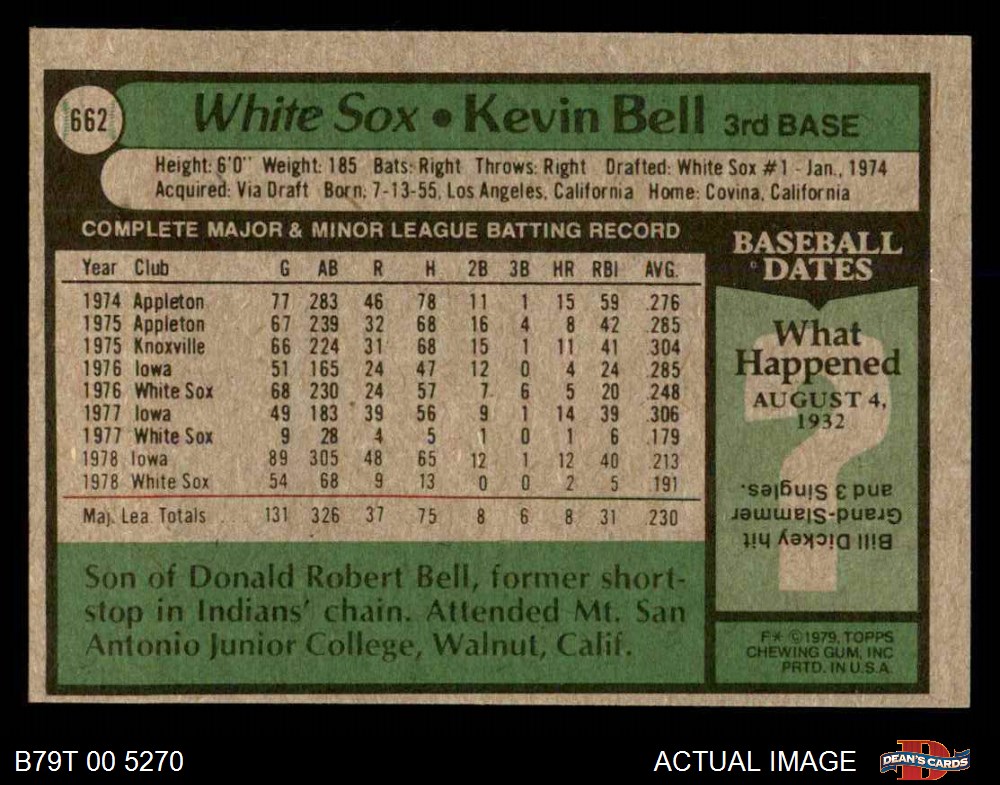 662
White Sox • Kevin Bell 3rd BASE
Height: 6'0" Weight: 185 Bats: Right Throws: Right Drafted: White Sox #1 - Jan., 1974
Acquired: Via Draft Born: 7-13-55, Los Angeles, California Home: Covina, California
COMPLETE MAJOR & MINOR LEAGUE BATTING RECORD
Year Club G AB R H 2B 3B HR RBI AVG.
1974 Appleton 77 283 46 78 11 1 15 59 .276
1975 Appleton 67 239 32 68 16 4 8 42 .285
1975 Knoxville 66 224 31 68 15 1 11 41 .304
1976 Iowa 51 165 24 47 12 0 4 24 .285
1976 White Sox 68 230 24 57 7 6 5 20 .248
1977 Iowa 49 183 39 56 9 1 14 39 .306
1977 White Sox 9 28 4 5 1 0 1 6 .179
1978 Iowa 89 305 48 65 12 1 12 40 .213
1978 White Sox 54 68 9 13 0 0 2 5 .191
Maj. Lea. Totals 131 326 37 75 8 6 8 31 .230
Son of Donald Robert Bell, former short-
stop in Indians' chain. Attended Mt. San
Antonio Junior College, Walnut, Calif.
BASEBALL
DATES
What
Happened
AUGUST 4,
1932
?
Bill Dickey hit
Grand-Slammer
and 3 Singles.
F* ©1979, TOPPS
CHEWING GUM, INC
PRTD. IN U.S.A.
B79T 00 5270
ACTUAL IMAGE
D
DEAN'S CARDS